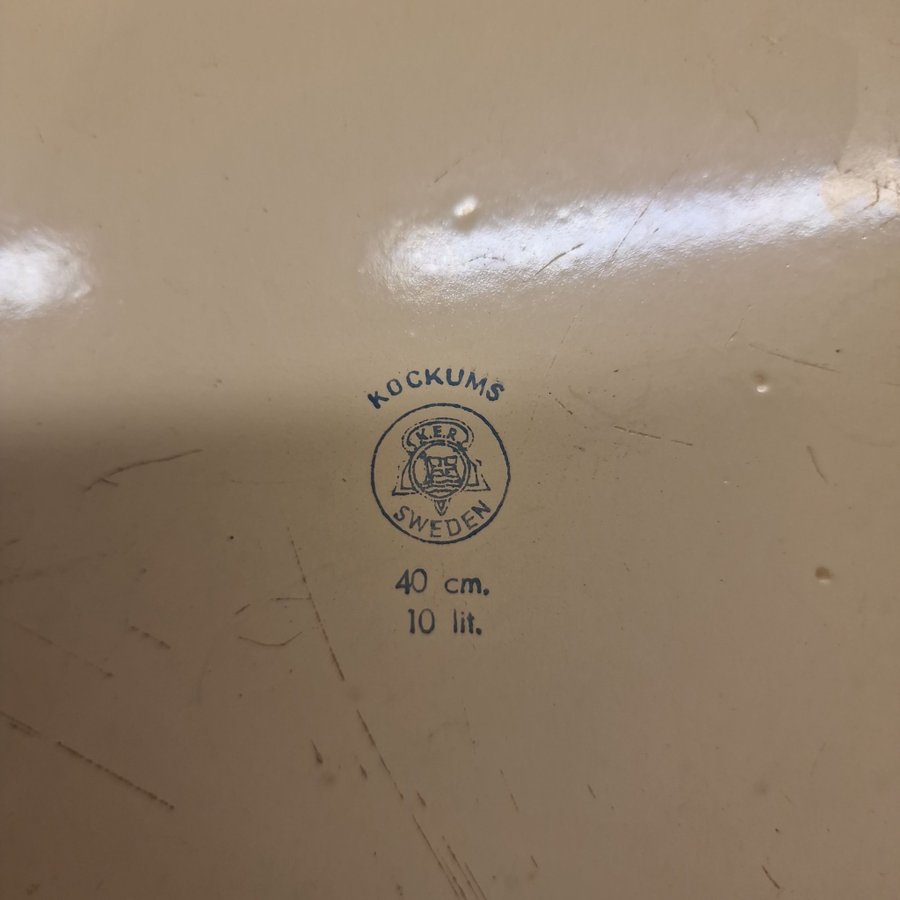 KOCKUMS
K.E.R.
SWEDEN
40 cm.
10 lit.